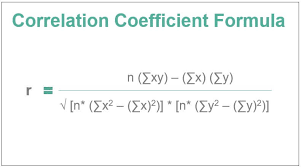 Correlation Coefficient Formula
n (∑xy) – (∑x) (∑y)
r =
√ [n* (∑x² – (∑x)²)] * [n* (∑y² – (∑y)²)]